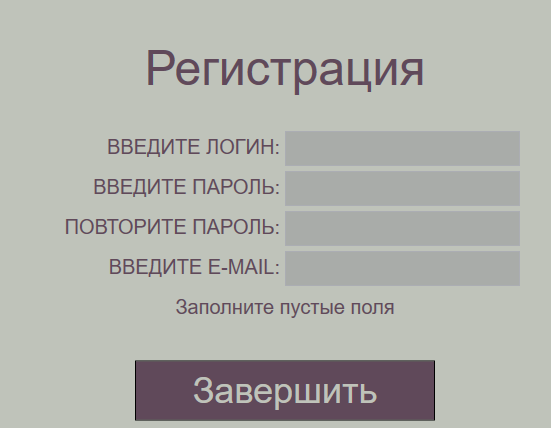 Регистрация
ВВЕДИТЕ ЛОГИН:
ВВЕДИТЕ ПАРОЛЬ:
ПОВТОРИТЕ ПАРОЛЬ:
ВВЕДИТЕ E-MAIL:
Заполните пустые поля
Завершить